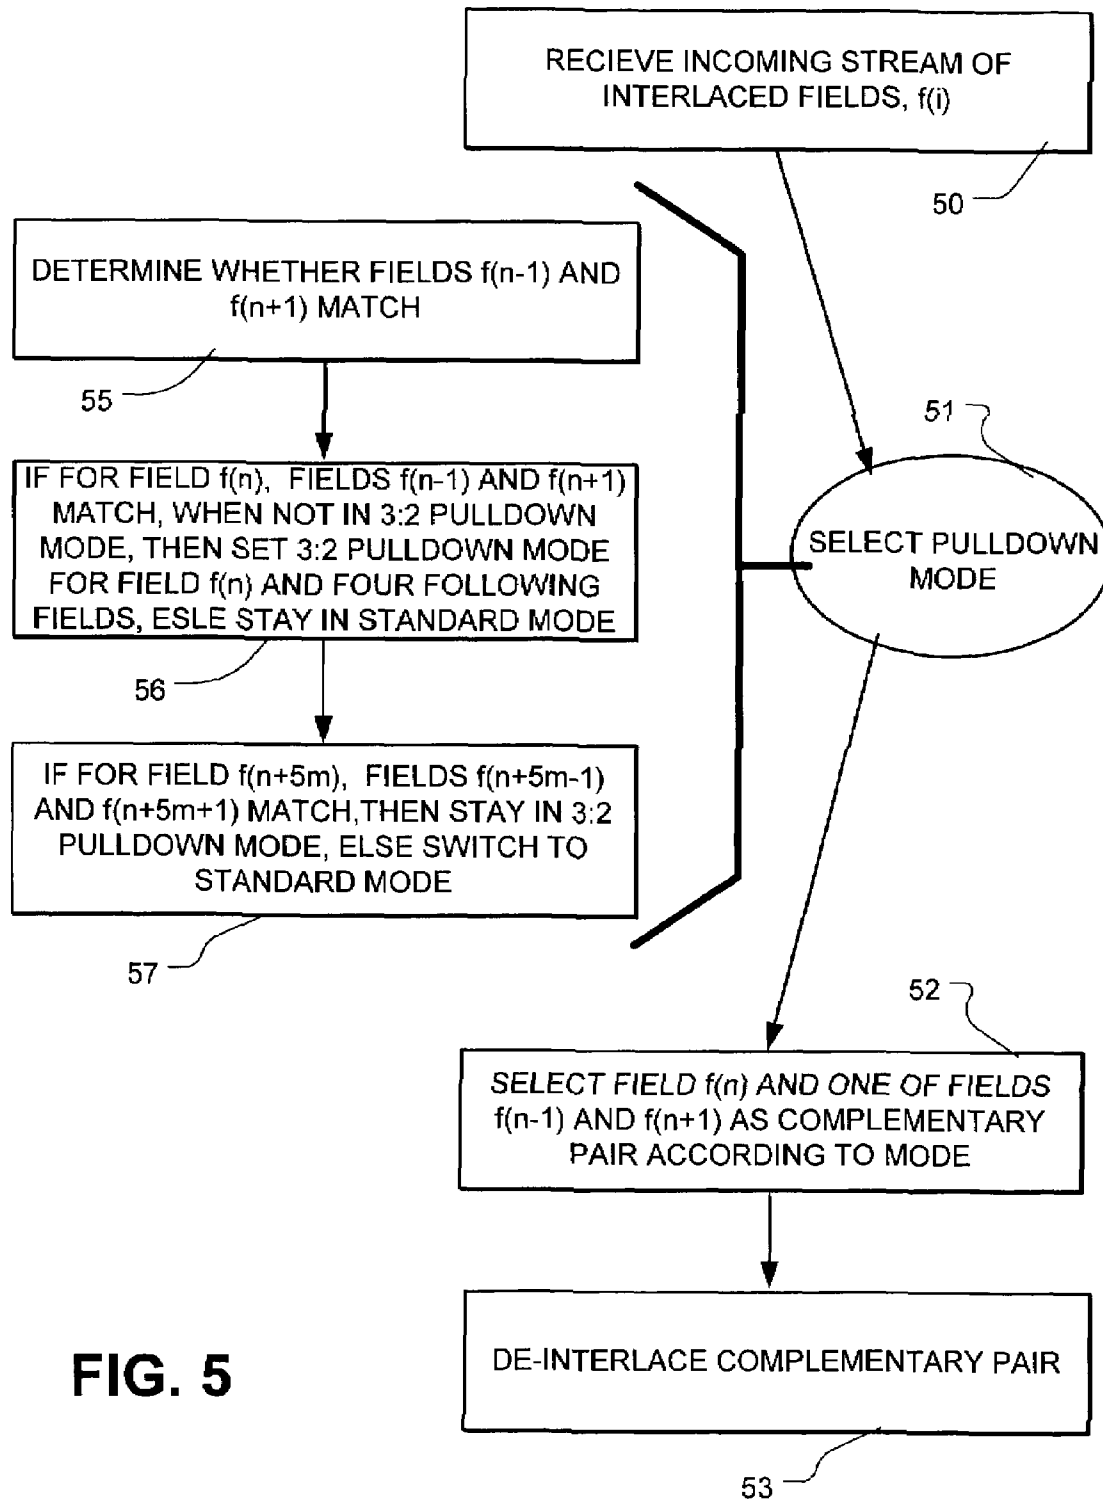 RECIEVE INCOMING STREAM OF
INTERLACED FIELDS, f(i)
50
DETERMINE WHETHER FIELDS f(n-1) AND
f(n+1) MATCH
55
51
IF FOR FIELD f(n), FIELDS f(n-1) AND f(n+1)
MATCH, WHEN NOT IN 3:2 PULLDOWN
MODE, THEN SET 3:2 PULLDOWN MODE
FOR FIELD f(n) AND FOUR FOLLOWING
FIELDS, ESLE STAY IN STANDARD MODE
56
SELECT PULLDOWN
MODE
IF FOR FIELD f(n+5m), FIELDS f(n+5m-1)
AND f(n+5m+1) MATCH,THEN STAY IN 3:2
PULLDOWN MODE, ELSE SWITCH TO
STANDARD MODE
57
52
SELECT FIELD f(n) AND ONE OF FIELDS
f(n-1) AND f(n+1) AS COMPLEMENTARY
PAIR ACCORDING TO MODE
DE-INTERLACE COMPLEMENTARY PAIR
53
FIG. 5